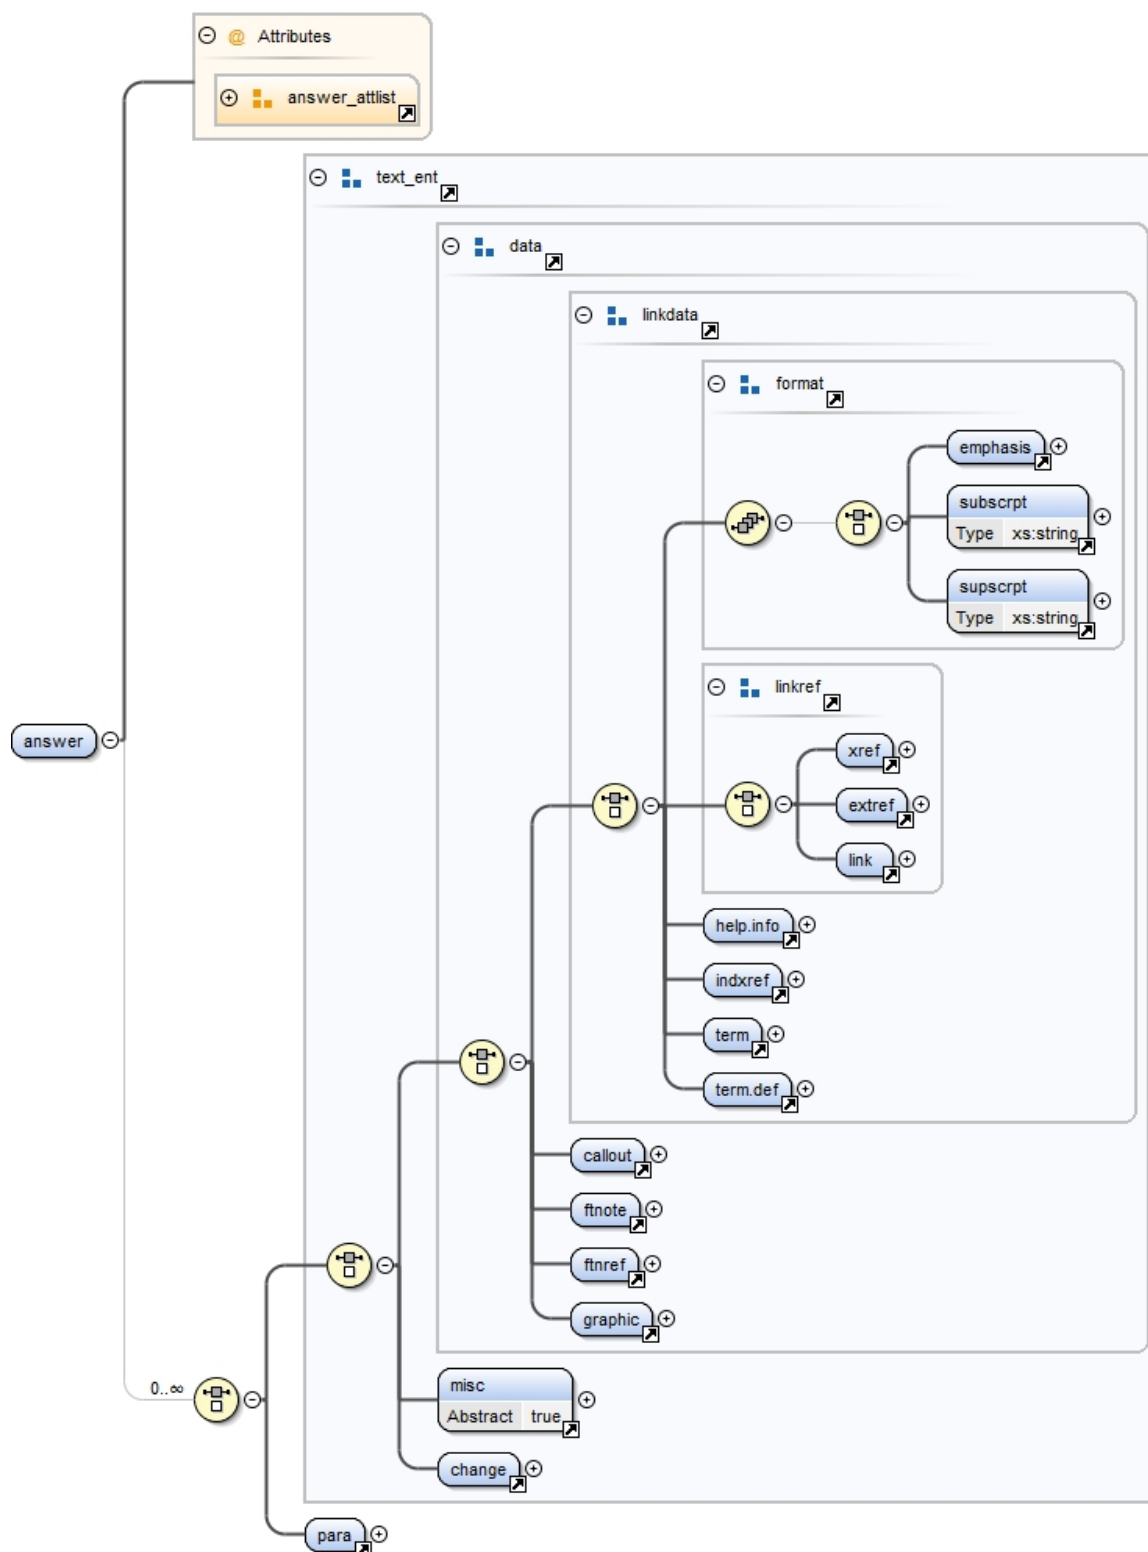 @ Attributes
answer_attlist
text_ent
data
linkdata
format
emphasis
subscrpt
Type xs:string
supscrpt
Type xs:string
linkref
answer
xref
extref
link
help.info
indxref
term
term.def
callout
ftnote
ftnref
graphic
0..∞
misc
Abstract true
change
para